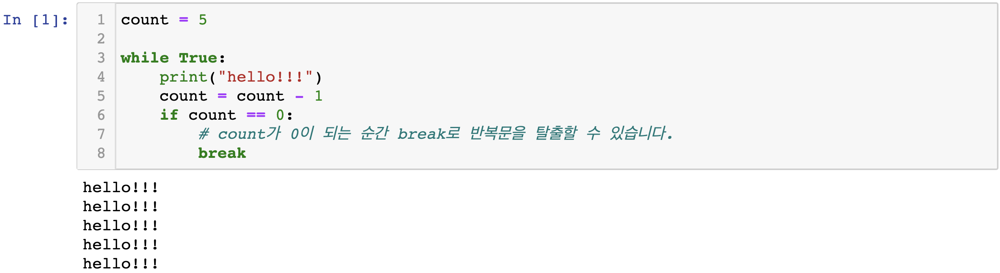 In [1]:
1 count = 5
2
3 while True:
4     print("hello!!!")
5     count = count - 1
6     if count == 0:
7         # count가 0이 되는 순간 break로 반복문을 탈출할 수 있습니다.
8         break
hello!!!
hello!!!
hello!!!
hello!!!
hello!!!